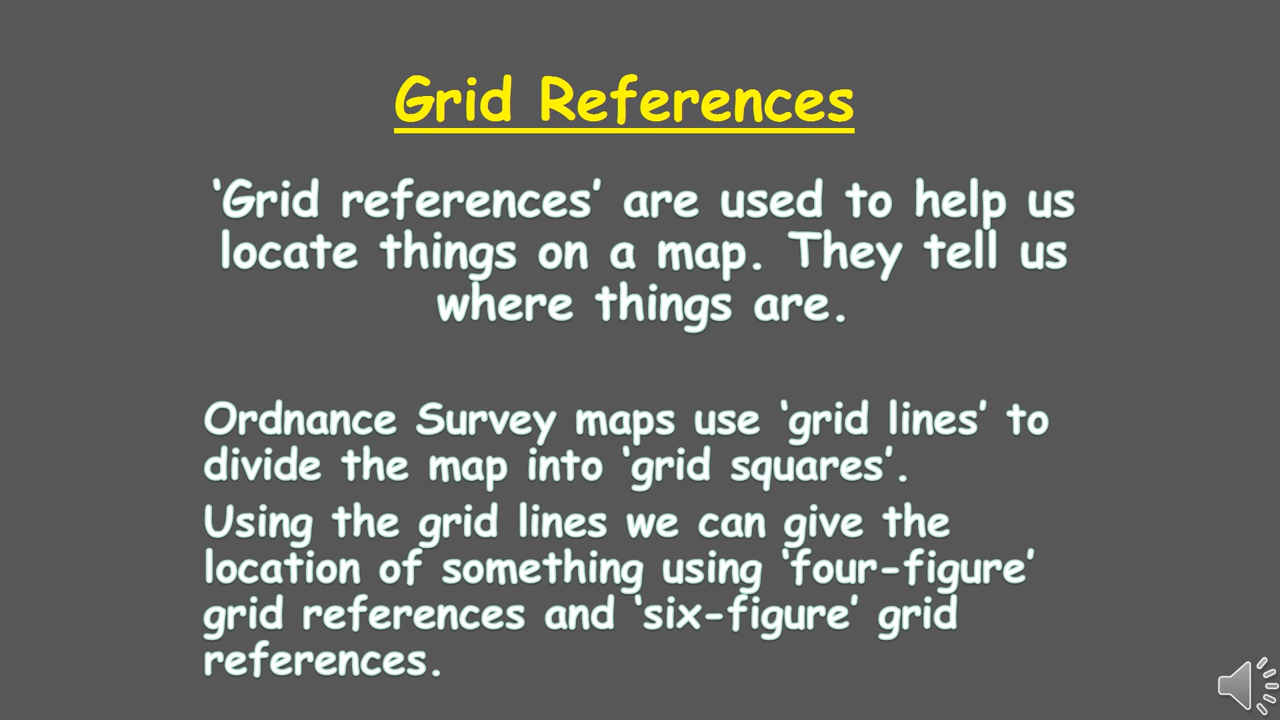 Grid References
‘Grid references’ are used to help us
locate things on a map. They tell us
where things are.
Ordnance Survey maps use ‘grid lines’ to
divide the map into ‘grid squares’.
Using the grid lines we can give the
location of something using ‘four-figure’
grid references and ‘six-figure’ grid
references.